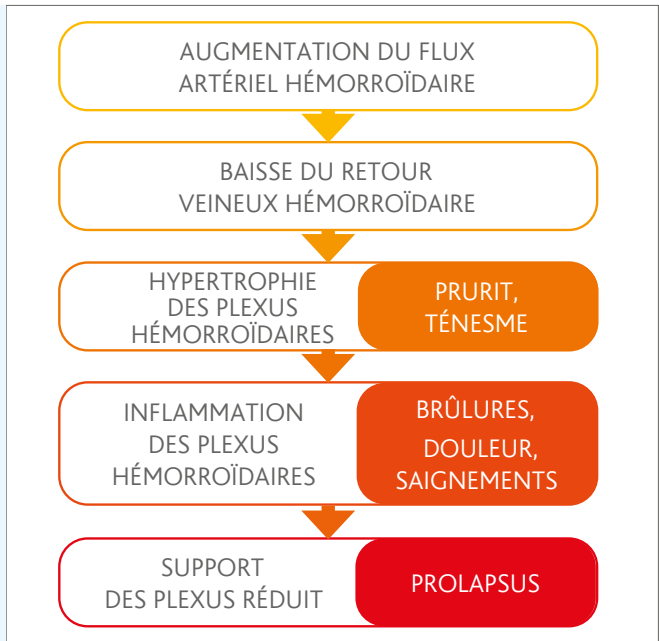 AUGMENTATION DU FLUX
ARTÉRIEL HÉMORROÏDAIRE
BAISSE DU RETOUR
VEINEUX HÉMORROÏDAIRE
HYPERTROPHIE
DES PLEXUS
HÉMORROÏDAIRES
PRURIT,
TÉNESME
INFLAMMATION
DES PLEXUS
HÉMORROÏDAIRES
BRÛLURES,
DOULEUR,
SAIGNEMENTS
SUPPORT
DES PLEXUS RÉDUIT
PROLAPSUS